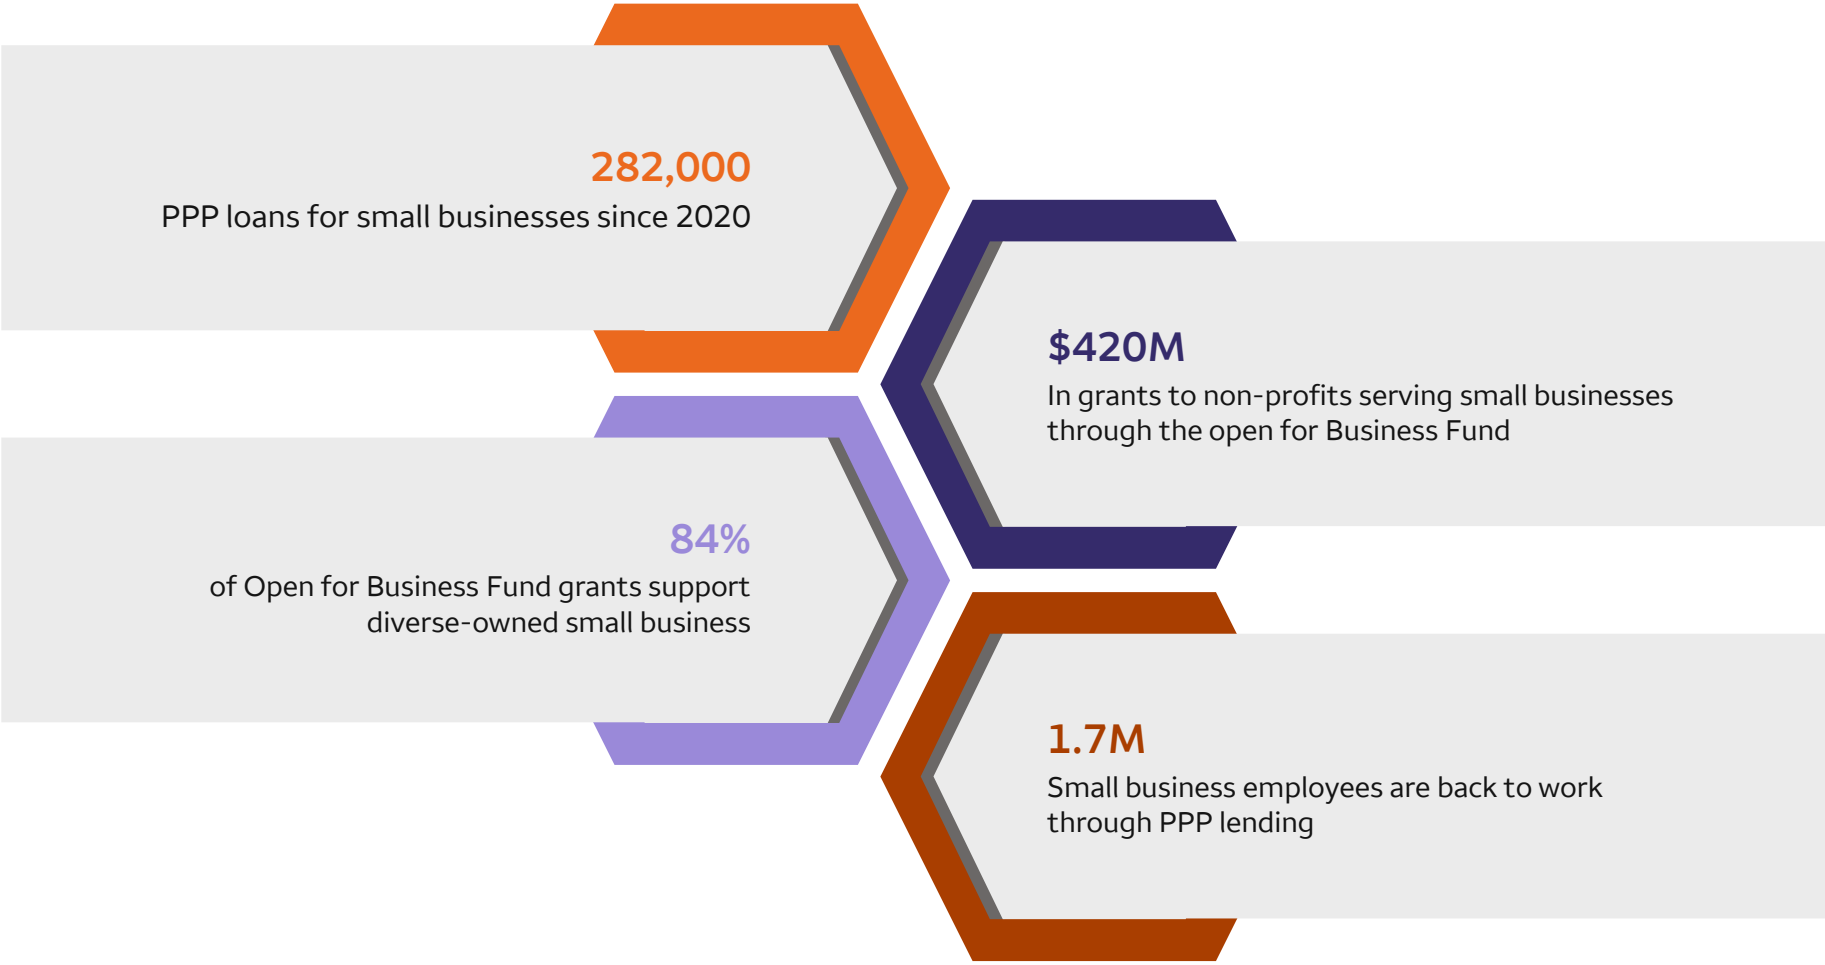 282,000
PPP loans for small businesses since 2020
$420M
In grants to non-profits serving small businesses
through the open for Business Fund
84%
of Open for Business Fund grants support
diverse-owned small business
1.7M
Small business employees are back to work
through PPP lending